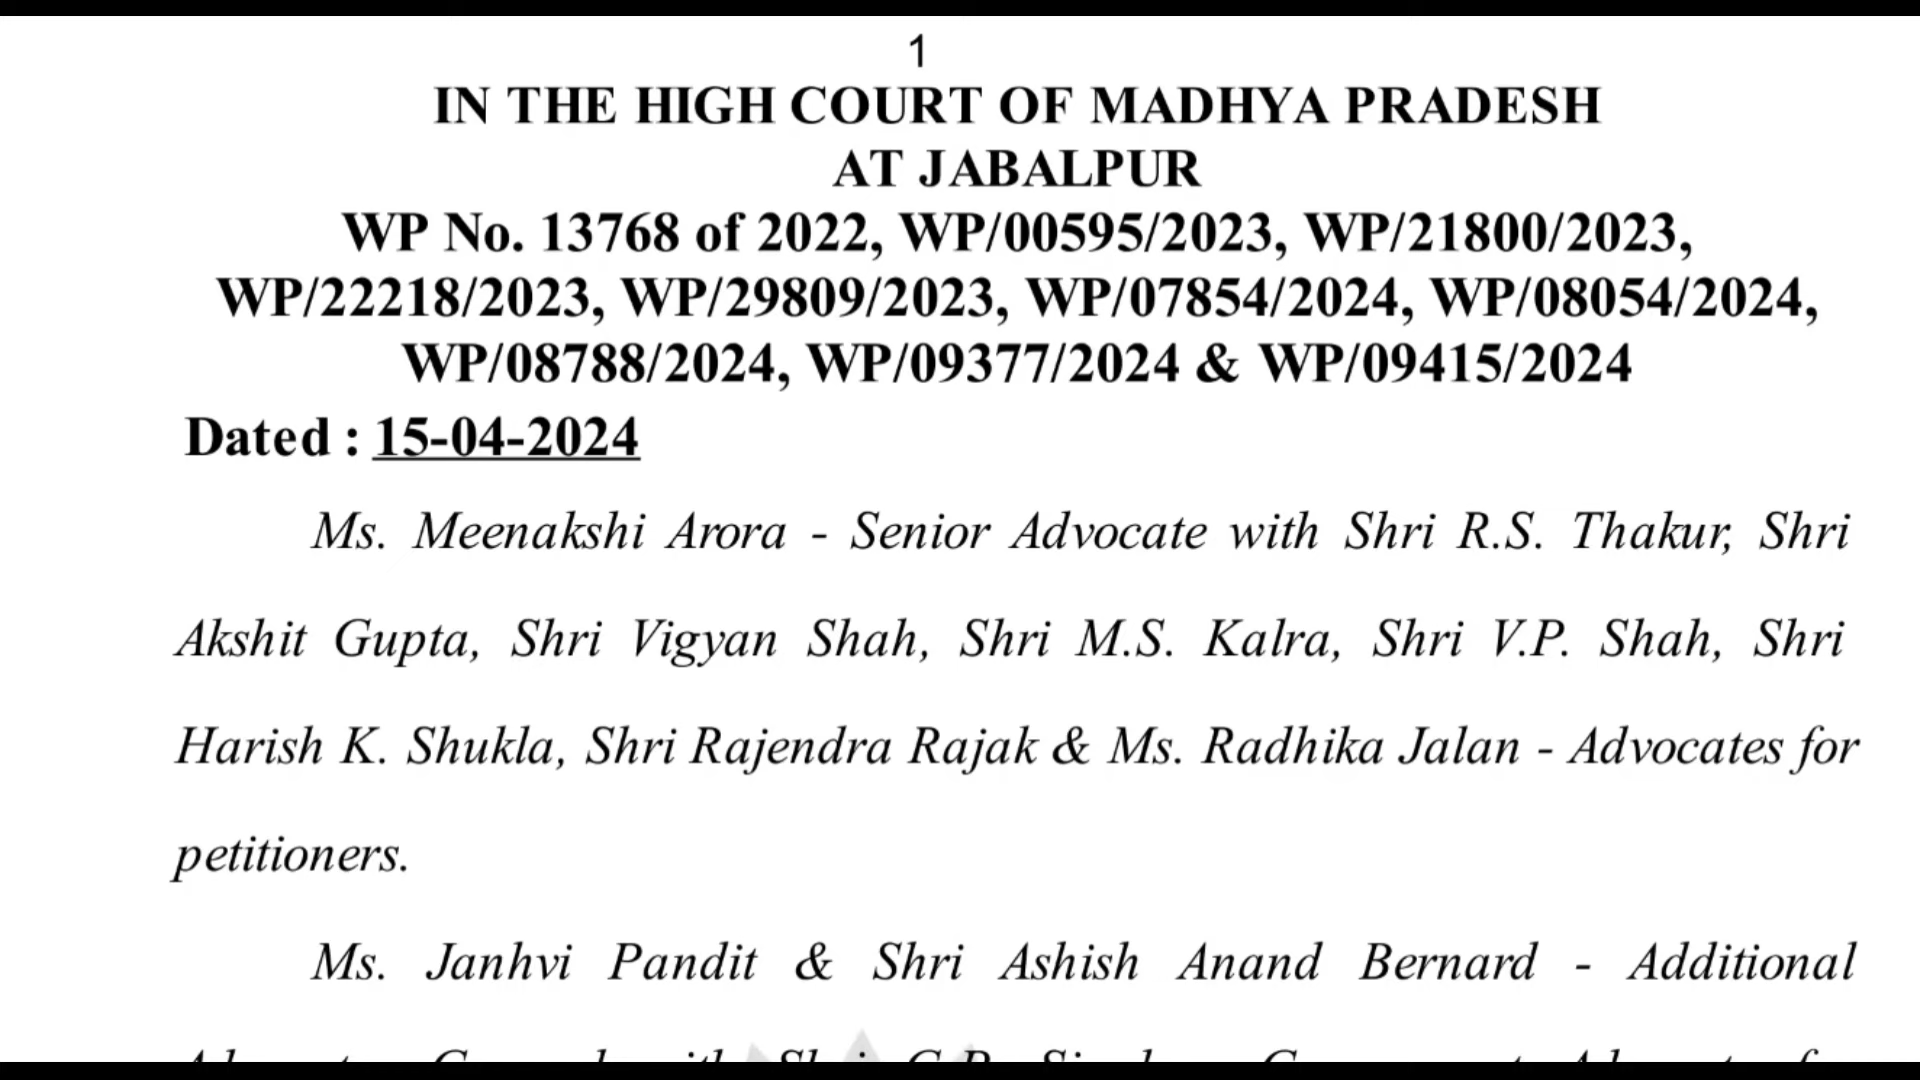 1
IN THE HIGH COURT OF MADHYA PRADESH
AT JABALPUR
WP No. 13768 of 2022, WP/00595/2023, WP/21800/2023,
WP/22218/2023, WP/29809/2023, WP/07854/2024, WP/08054/2024,
WP/08788/2024, WP/09377/2024 & WP/09415/2024
Dated : 15-04-2024
Ms. Meenakshi Arora - Senior Advocate with Shri R.S. Thakur, Shri
Akshit Gupta, Shri Vigyan Shah, Shri M.S. Kalra, Shri V.P. Shah, Shri
Harish K. Shukla, Shri Rajendra Rajak & Ms. Radhika Jalan - Advocates for
petitioners.
Ms. Janhvi Pandit & Shri Ashish Anand Bernard - Additional